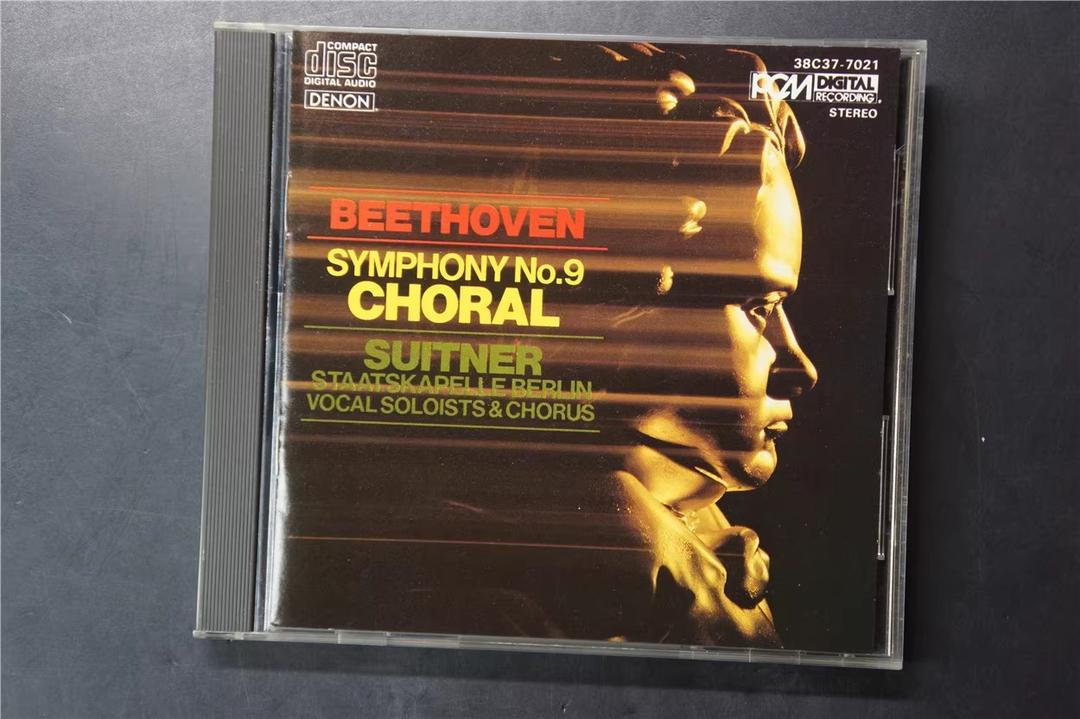 COMPACT
disc
DIGITAL AUDIO
DENON
38C37-7021
PCM DIGITAL
RECORDING
STEREO
BEETHOVEN
SYMPHONY No.9
CHORAL
SUITNER
STAATSKAPELLE BERLIN
VOCAL SOLOISTS & CHORUS